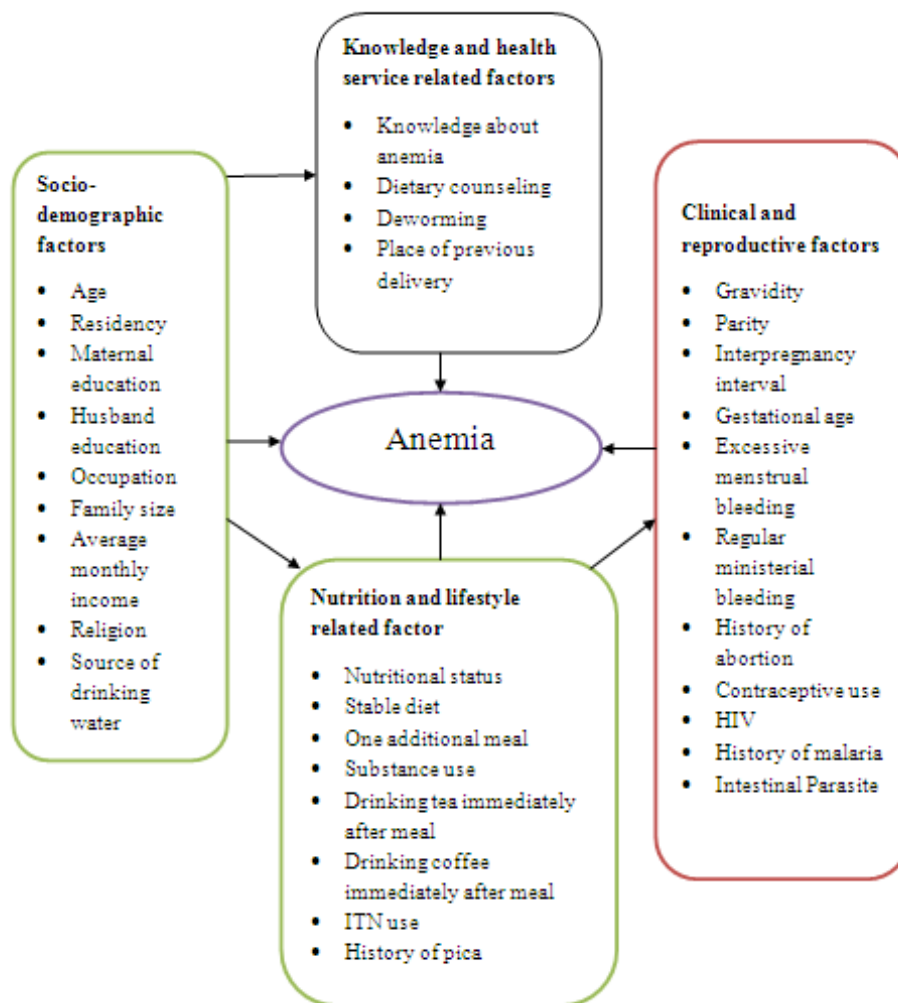 Knowledge and health
service related factors
• Knowledge about
anemia
• Dietary counseling
• Deworming
• Place of previous
delivery
Socio-
demographic
factors
• Age
• Residency
• Maternal
education
• Husband
education
• Occupation
• Family size
• Average
monthly
income
• Religion
• Source of
drinking
water
Anemia
Clinical and
reproductive factors
• Gravidity
• Parity
• Interpregnancy
interval
• Gestational age
• Excessive
menstrual
bleeding
• Regular
ministerial
bleeding
• History of
abortion
• Contraceptive use
• HIV
• History of malaria
• Intestinal Parasite
Nutrition and lifestyle
related factor
• Nutritional status
• Stable diet
• One additional meal
• Substance use
• Drinking tea immediately
after meal
• Drinking coffee
immediately after meal
• ITN use
• History of pica